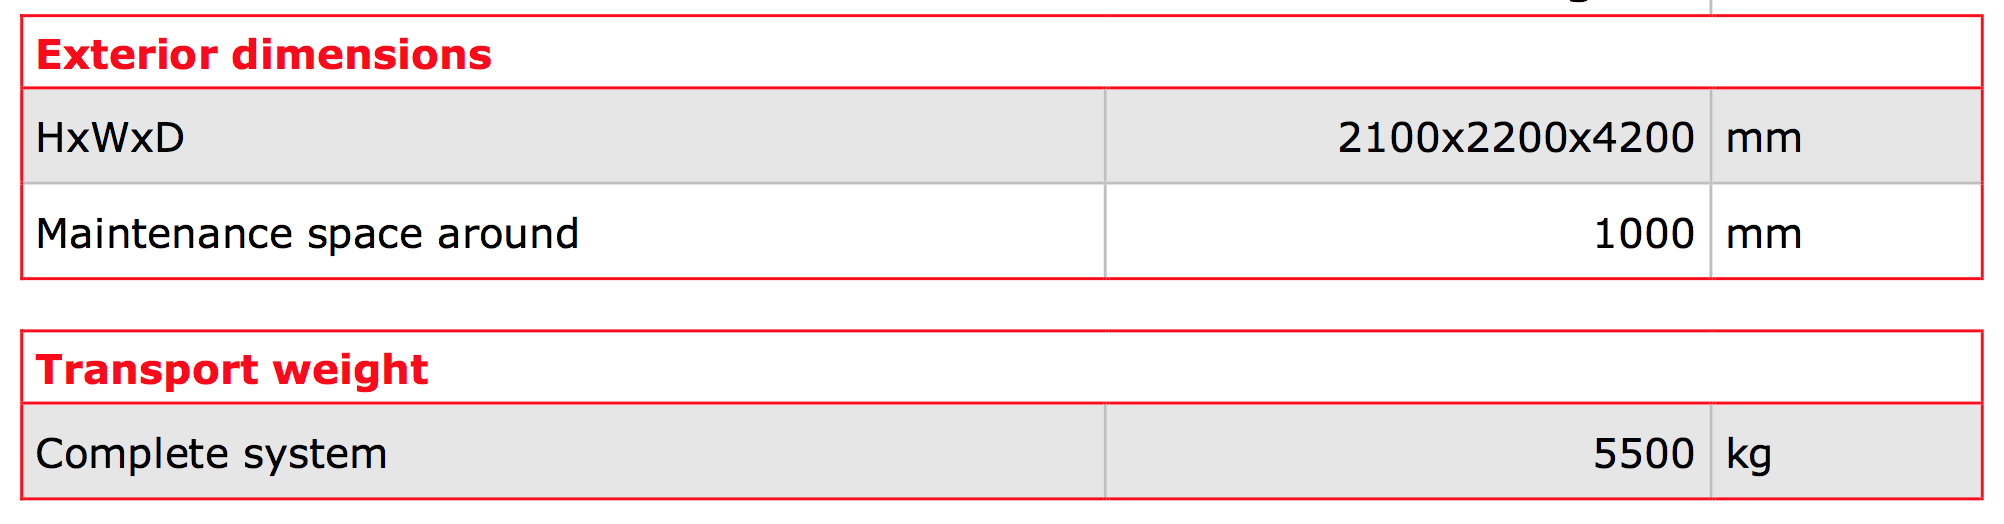 Exterior dimensions
HxWxD 2100x2200x4200 mm
Maintenance space around 1000 mm
Transport weight
Complete system 5500 kg